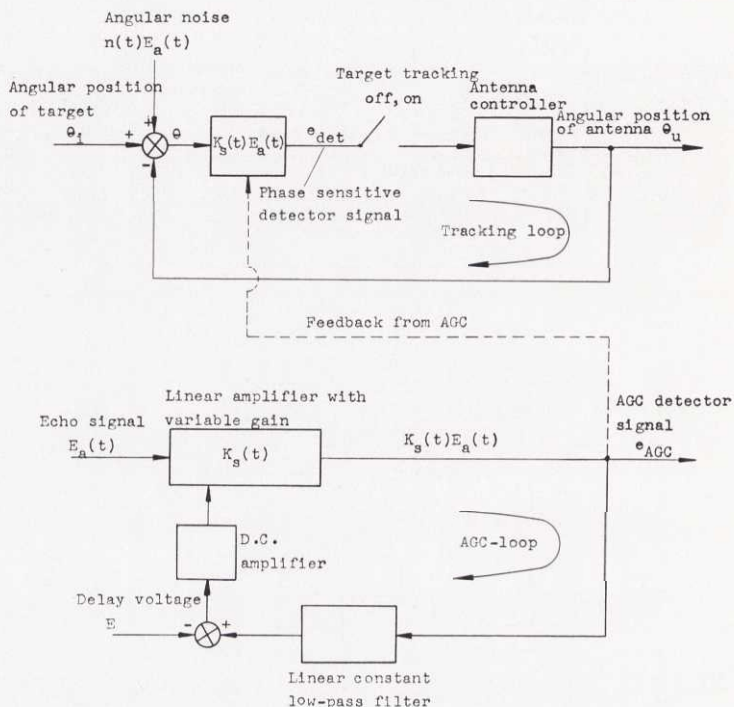 Angular noise
n(t)E_a(t)
Angular position
of target
θ_i
+
+
-
θ
K_s(t)E_a(t)
e_det
Phase sensitive
detector signal
Target tracking
off, on
Antenna
controller
Angular position
of antenna θ_u
Tracking loop
Feedback from AGC
Linear amplifier with
variable gain
Echo signal
E_a(t)
K_s(t)
K_s(t)E_a(t)
AGC detector
signal
e_AGC
D.C.
amplifier
AGC-loop
Delay voltage
E
-
+
Linear constant
low-pass filter